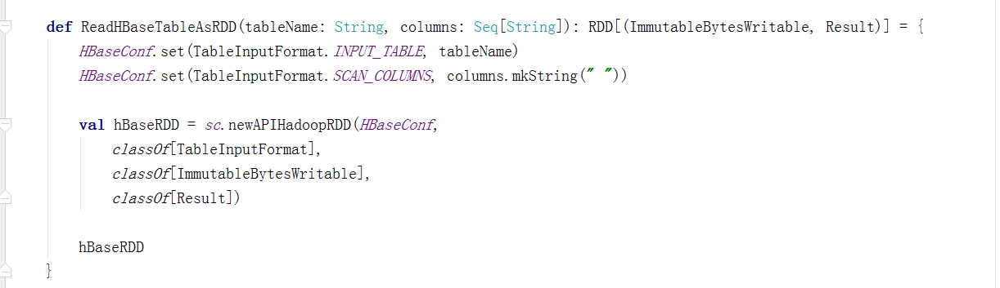 def ReadHBaseTableAsRDD(tableName: String, columns: Seq[String]): RDD[(ImmutableBytesWritable, Result)] = {
HBaseConf.set(TableInputFormat.INPUT_TABLE, tableName)
HBaseConf.set(TableInputFormat.SCAN_COLUMNS, columns.mkString(" "))
val hBaseRDD = sc.newAPIHadoopRDD(HBaseConf,
classOf[TableInputFormat],
classOf[ImmutableBytesWritable],
classOf[Result])
hBaseRDD
}